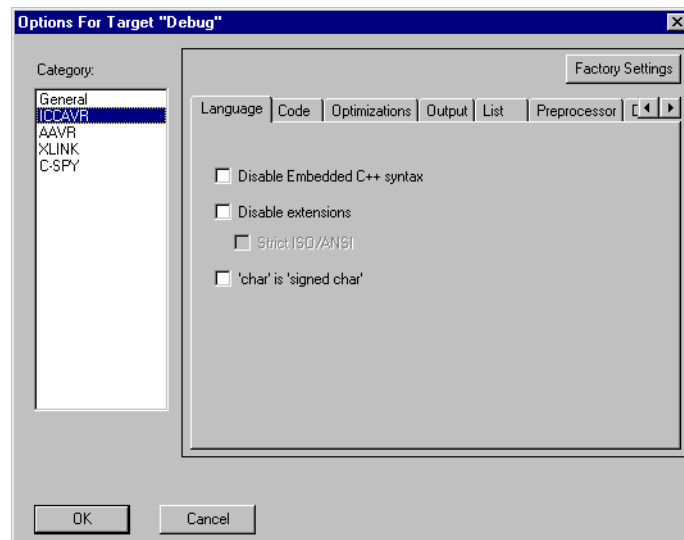 Options For Target "Debug"
Category:
Factory Settings
General
ICCAVR
AAVR
XLINK
C-SPY
Language Code Optimizations Output List Preprocessor
Disable Embedded C++ syntax
Disable extensions
Strict ISO/ANSI
'char' is 'signed char'
OK Cancel